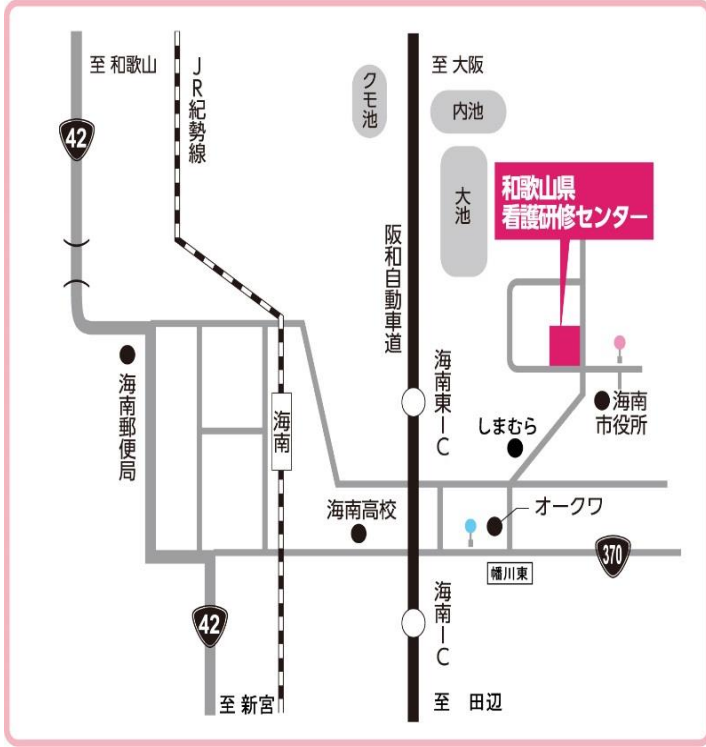 至 和歌山
JR紀勢線
クモ池
至 大阪
内池
大池
和歌山県
看護研修センター
42
阪和自動車道
海南東IC
海南郵便局
海南
しまむら
海南
市役所
海南高校
オークワ
370
幡川東
42
海南IC
至 新宮
至 田辺